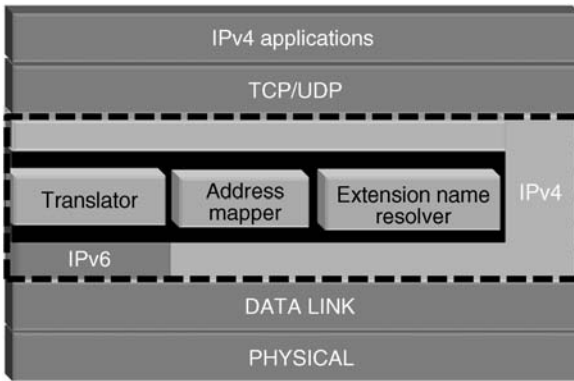 IPv4 applications
TCP/UDP
Translator
Address
mapper
Extension name
resolver
IPv4
IPv6
DATA LINK
PHYSICAL